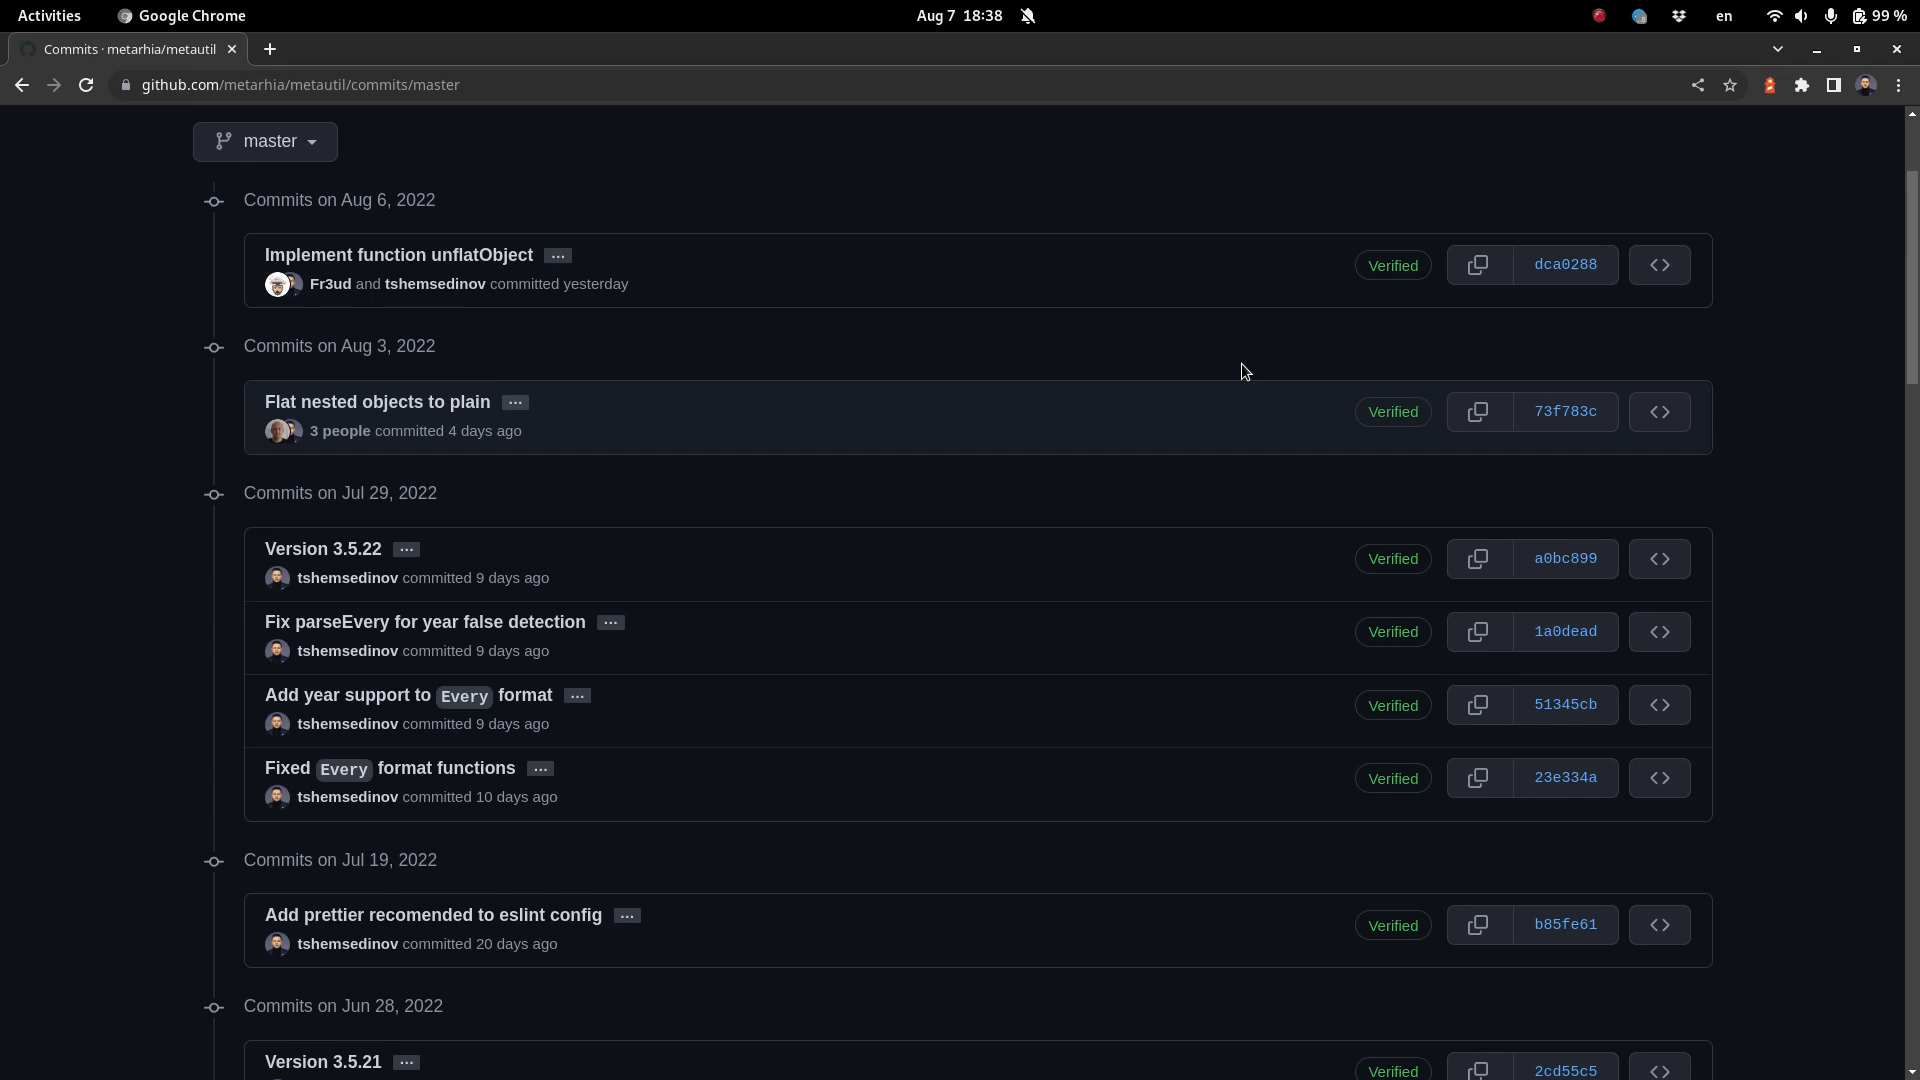 Activities
Google Chrome
Aug 7 18:38
en
99 %
Commits · metarhia/metautil
github.com/metarhia/metautil/commits/master
master
Commits on Aug 6, 2022
Implement function unflatObject ...
Fr3ud and tshemsedinov committed yesterday
Verified
dca0288
Commits on Aug 3, 2022
Flat nested objects to plain ...
3 people committed 4 days ago
Verified
73f783c
Commits on Jul 29, 2022
Version 3.5.22 ...
tshemsedinov committed 9 days ago
Verified
a0bc899
Fix parseEvery for year false detection ...
tshemsedinov committed 9 days ago
Verified
1a0dead
Add year support to Every format ...
tshemsedinov committed 9 days ago
Verified
51345cb
Fixed Every format functions ...
tshemsedinov committed 10 days ago
Verified
23e334a
Commits on Jul 19, 2022
Add prettier recomended to eslint config ...
tshemsedinov committed 20 days ago
Verified
b85fe61
Commits on Jun 28, 2022
Version 3.5.21 ...
Verified
2cd55c5